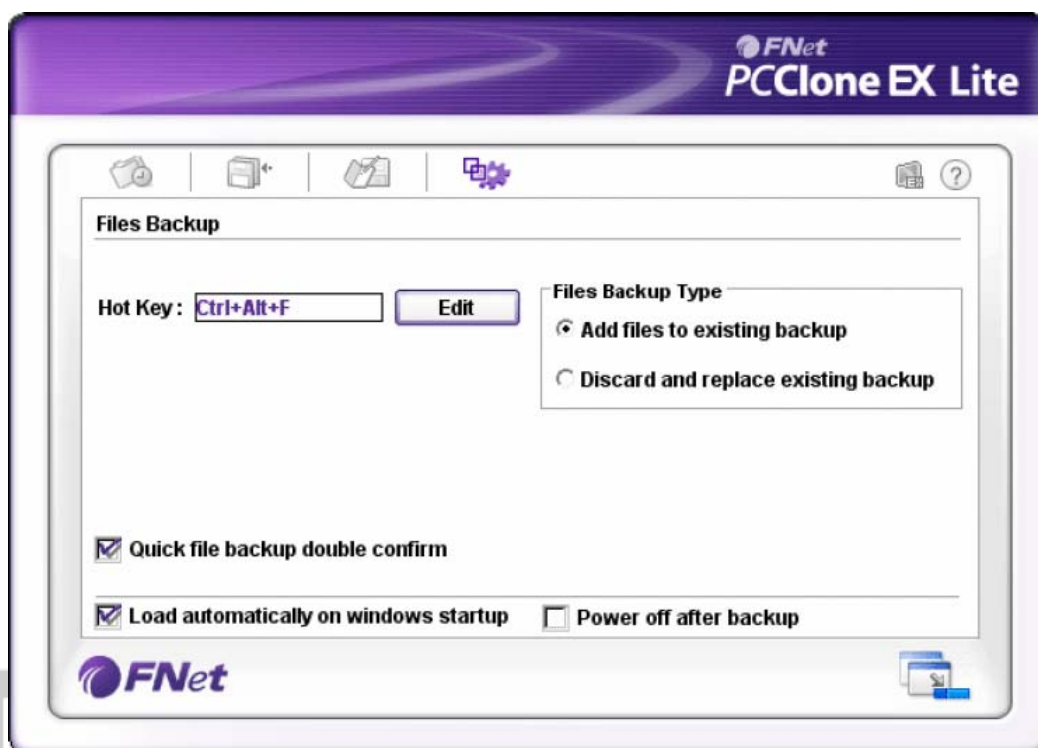 FNet
PCClone EX Lite
?
Files Backup
Hot Key : Ctrl+Alt+F Edit
Files Backup Type
Add files to existing backup
Discard and replace existing backup
Quick file backup double confirm
Load automatically on windows startup
Power off after backup
FNet